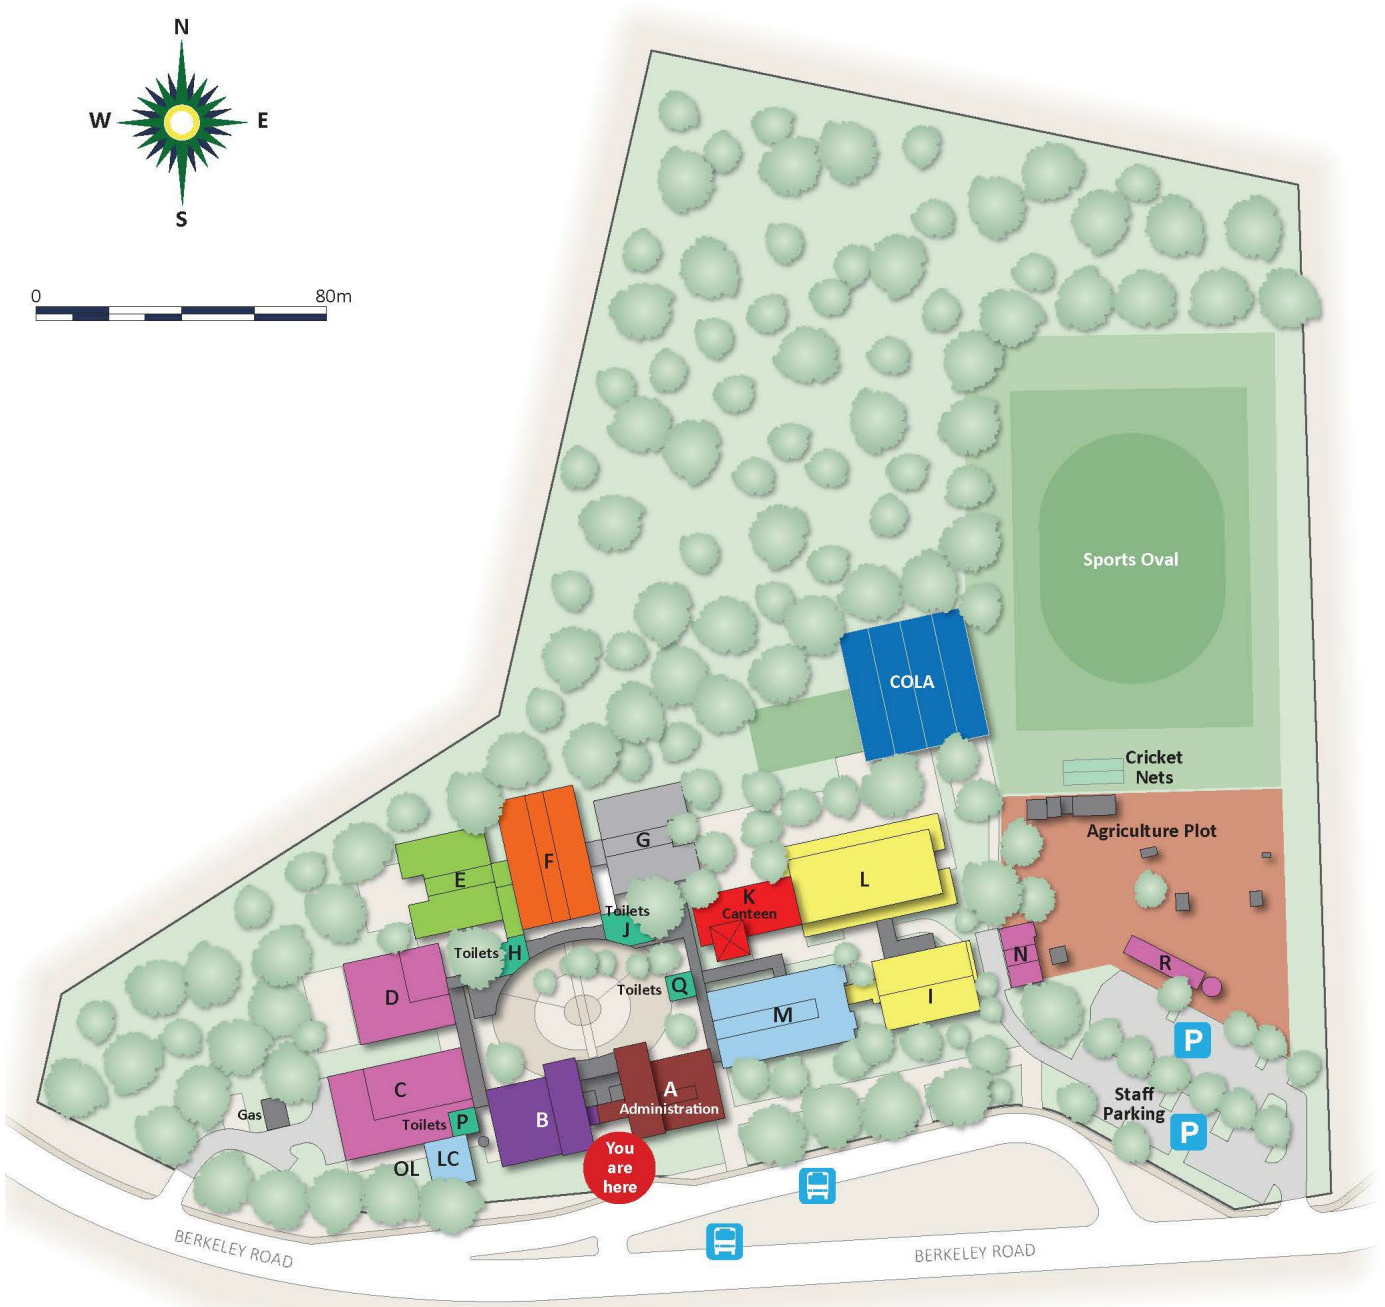 N
W
E
S
0
80m
Sports Oval
COLA
Cricket
Nets
Agriculture Plot
G
F
E
L
K
Canteen
Toilets
J
Toilets
H
N
R
D
Toilets
Q
I
M
P
C
A
Administration
Staff
Parking
Gas
Toilets
P
B
P
You
are
here
OL
LC
BERKELEY ROAD
BERKELEY ROAD